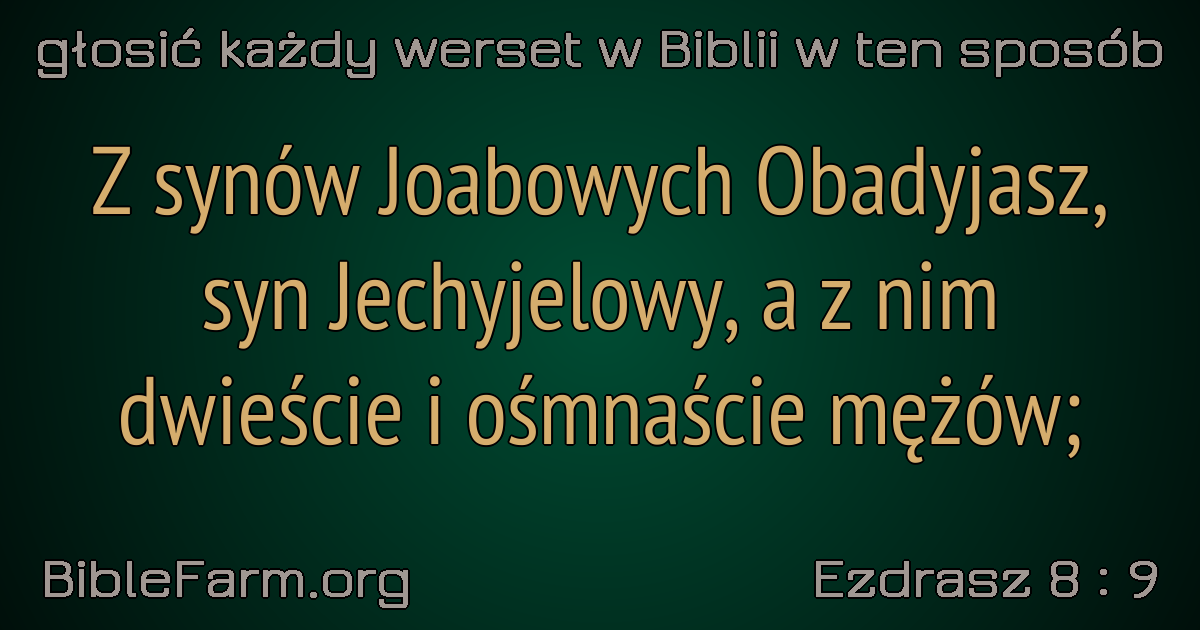 głosić każdy werset w Biblii w ten sposób
Z synów Joabowych Obadyjasz,
syn Jechyjelowy, a z nim
dwieście i ośmnaście mężów;
BibleFarm.org
Ezdrasz 8 : 9